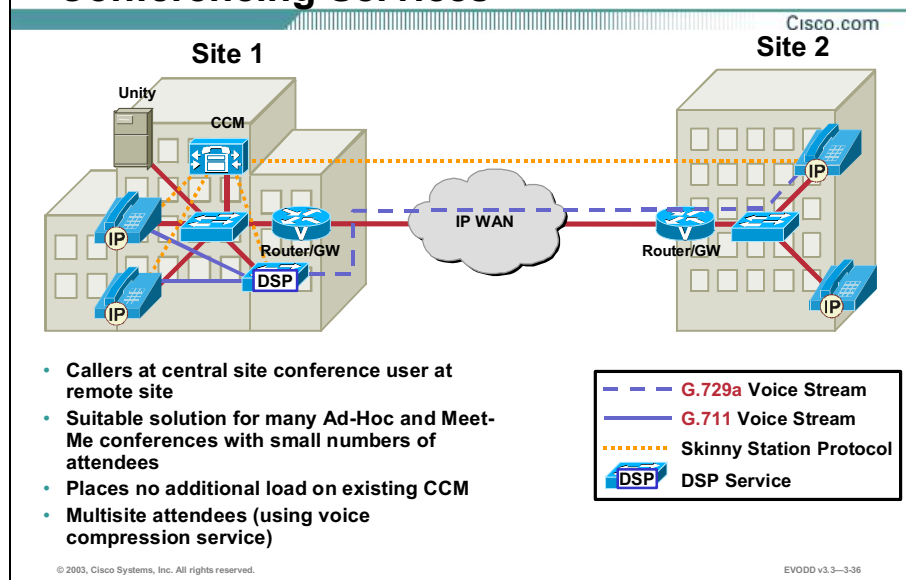 Conferencing Services
Cisco.com
Site 1
Site 2
Unity
CCM
IP
IP WAN
V
Router/GW
V
Router/GW
IP
DSP
IP
IP
• Callers at central site conference user at
remote site
• Suitable solution for many Ad-Hoc and Meet-
Me conferences with small numbers of
attendees
• Places no additional load on existing CCM
• Multisite attendees (using voice
compression service)
G.729a Voice Stream
G.711 Voice Stream
Skinny Station Protocol
DSP DSP Service
© 2003, Cisco Systems, Inc. All rights reserved.
EVODD v3.3—3-36